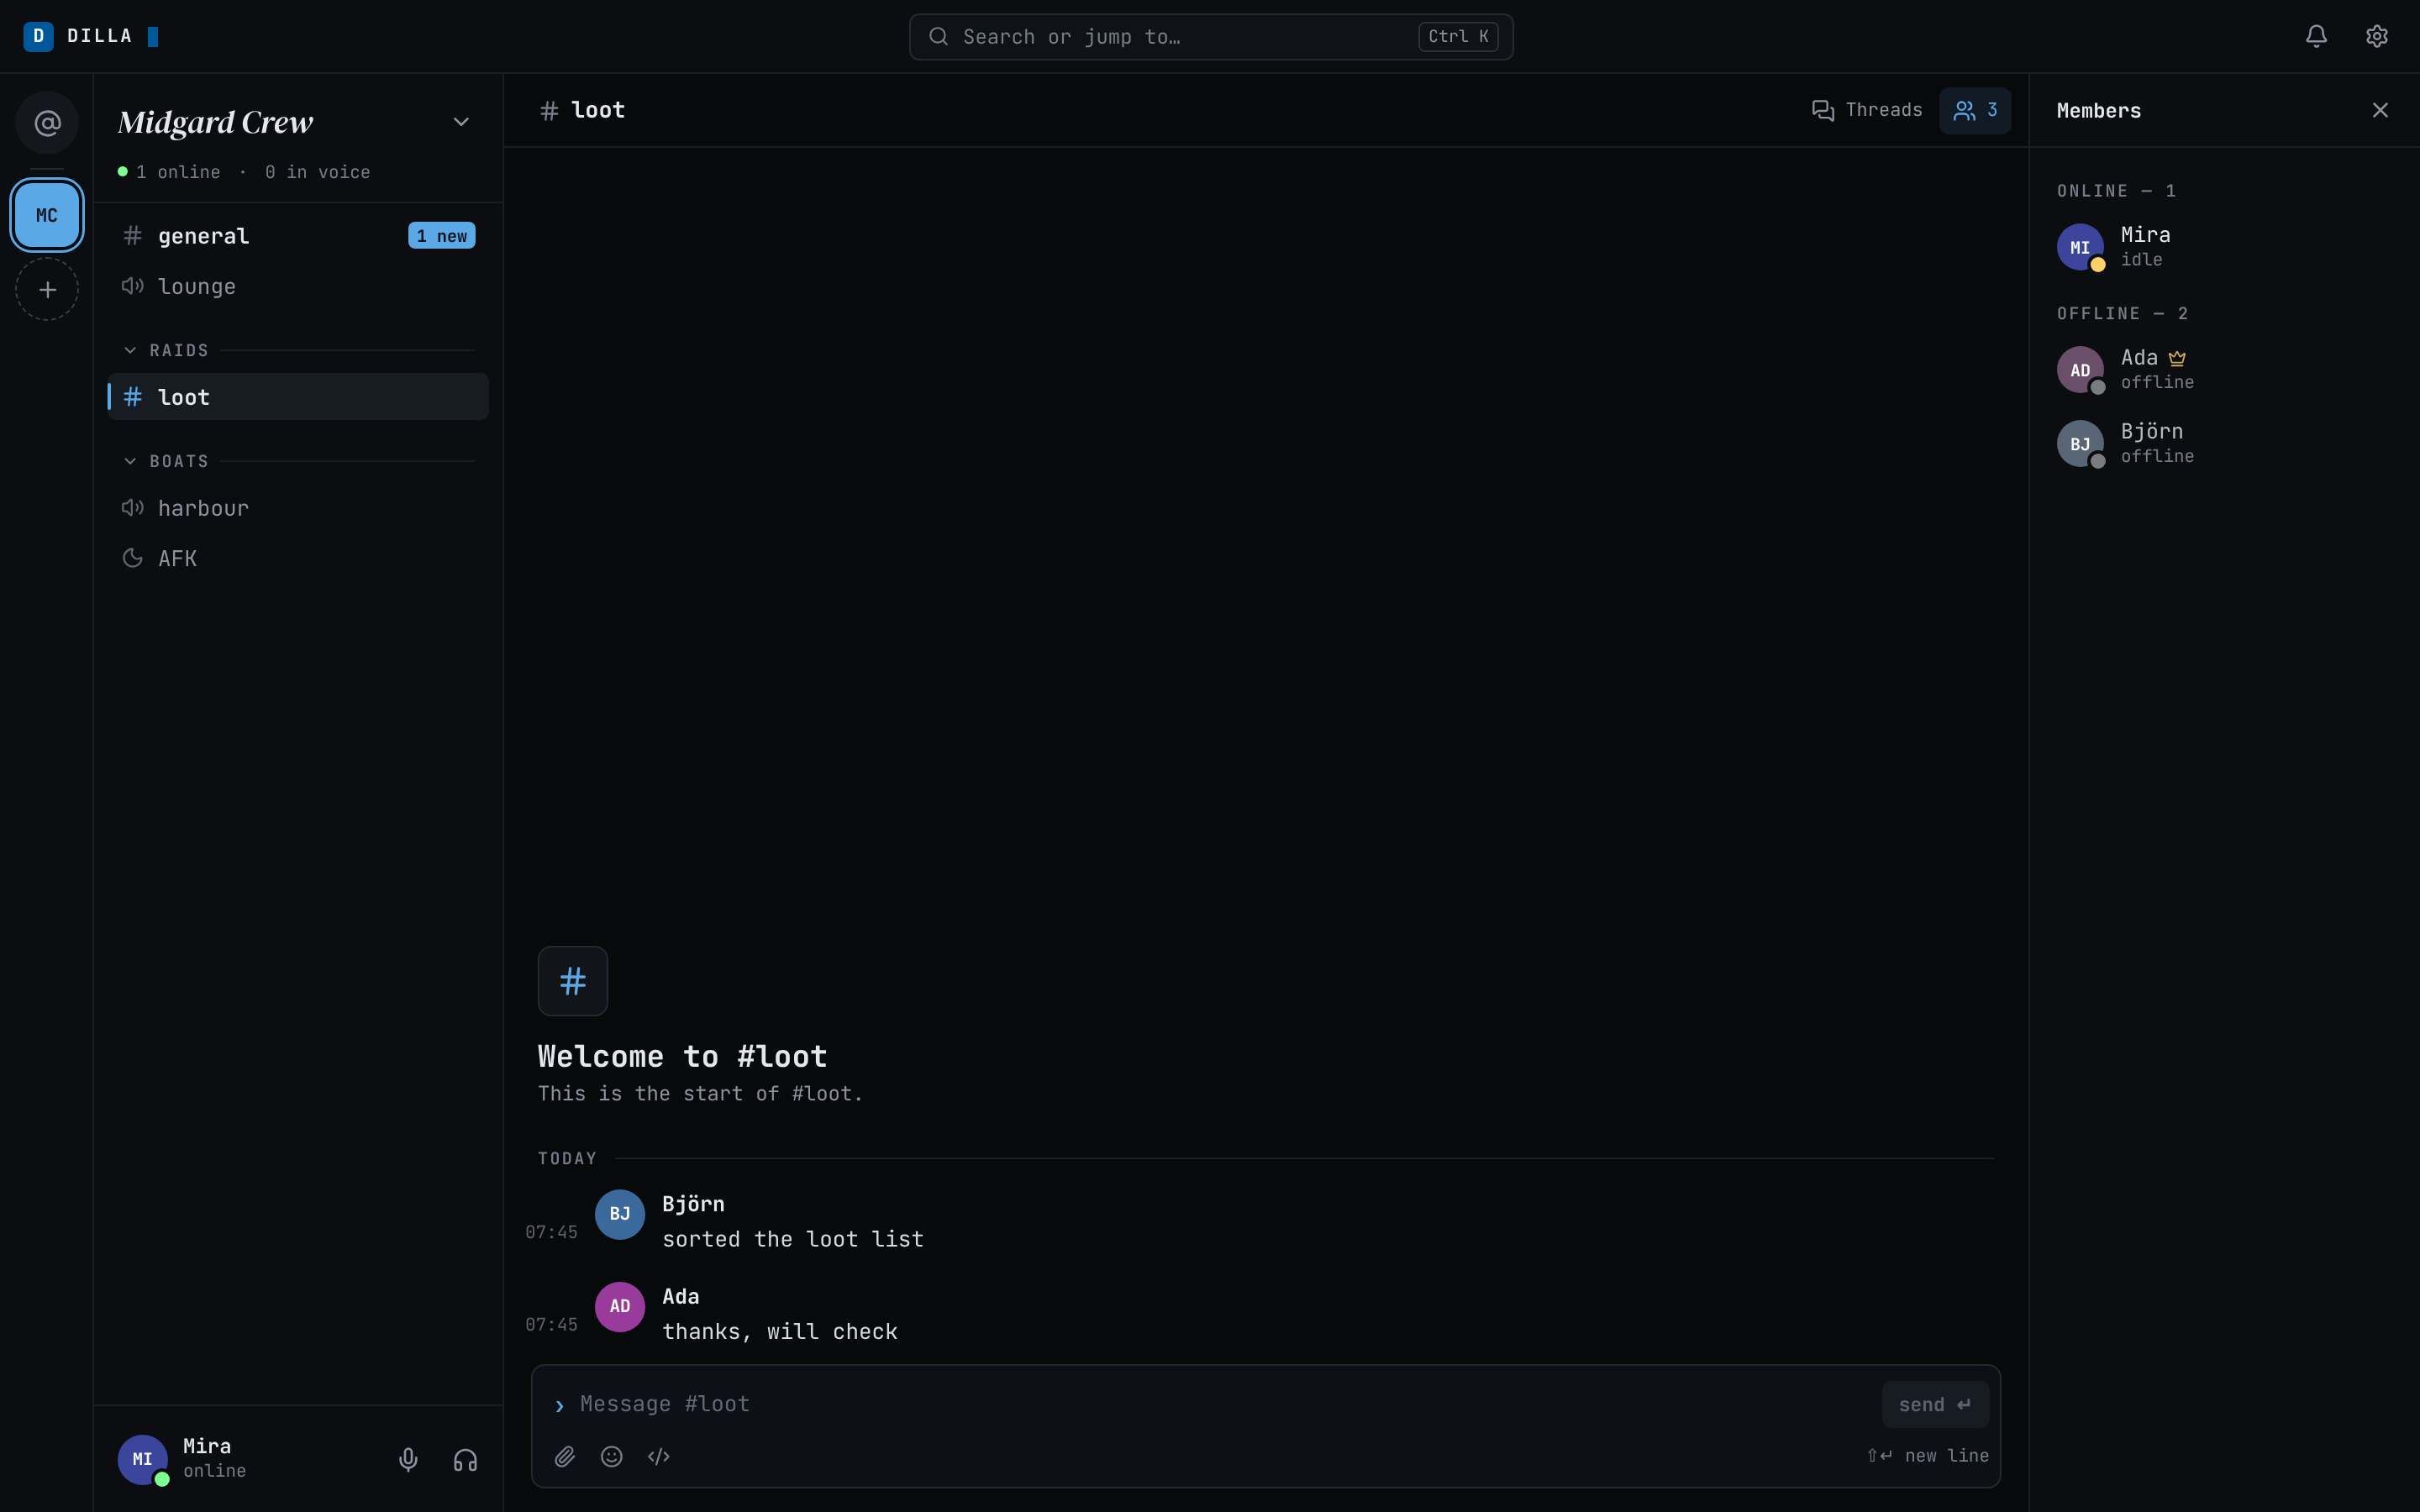 D DILLA
Search or jump to… Ctrl K
MC
Midgard Crew
1 online · 0 in voice
general 1 new
lounge
RAIDS
loot
BOATS
harbour
AFK
MI Mira
online
loot
Threads 3
Welcome to #loot
This is the start of #loot.
TODAY
BJ Björn
07:45 sorted the loot list
AD Ada
07:45 thanks, will check
› Message #loot
send ↵
⇧↵ new line
Members
ONLINE — 1
MI Mira
idle
OFFLINE — 2
AD Ada
offline
BJ Björn
offline